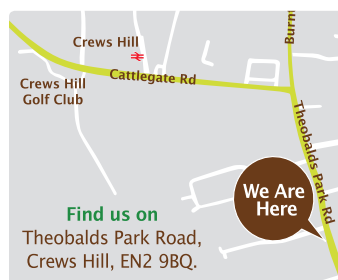 Crews Hill
Burn
Cattlegate Rd
Crews Hill
Golf Club
Theobalds Park Rd
We Are
Here
Find us on
Theobalds Park Road,
Crews Hill, EN2 9BQ.